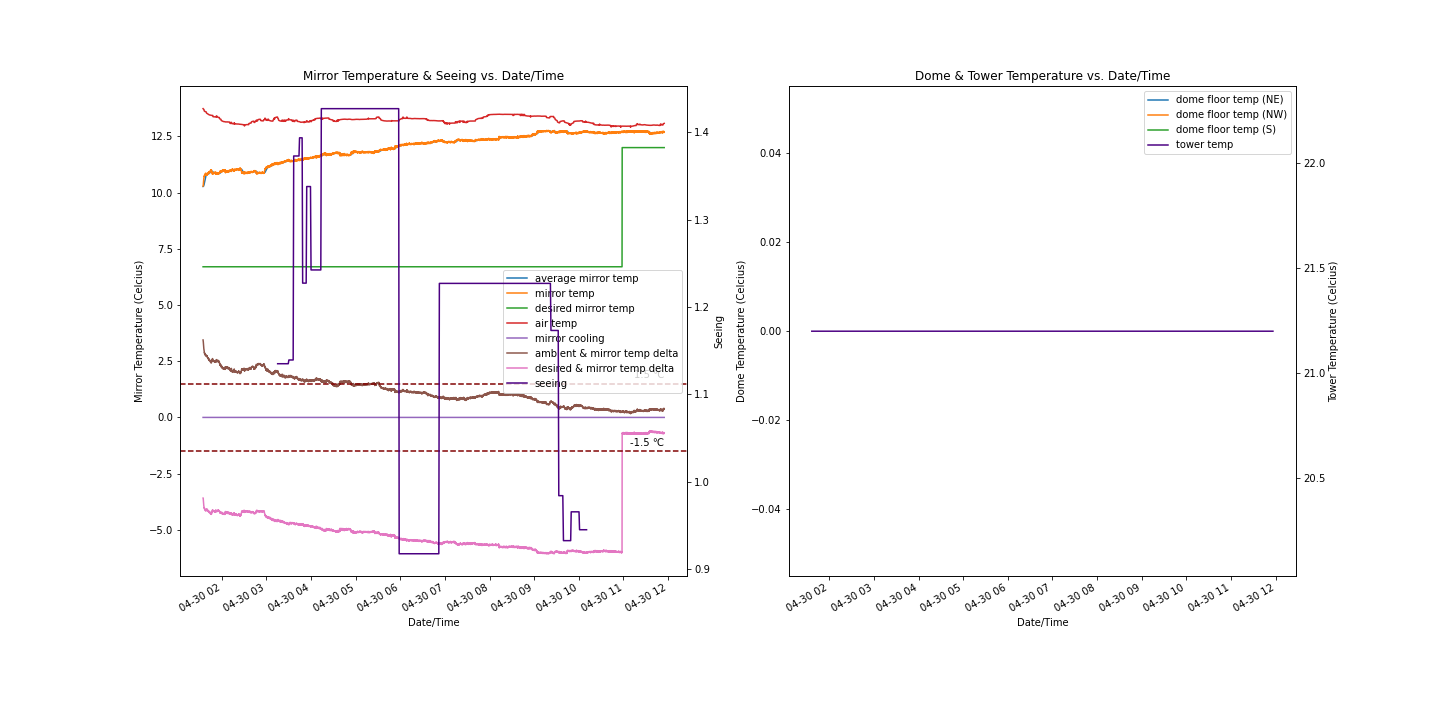 Mirror Temperature & Seeing vs. Date/Time
Mirror Temperature (Celcius)
12.5
10.0
7.5
5.0
2.5
0.0
−2.5
−5.0
1.4
1.3
1.2
1.1
1.0
0.9
Seeing
average mirror temp
mirror temp
desired mirror temp
air temp
mirror cooling
ambient & mirror temp delta
desired & mirror temp delta
seeing
1.5 °C
-1.5 °C
04-30 02
04-30 03
04-30 04
04-30 05
04-30 06
04-30 07
04-30 08
04-30 09
04-30 10
04-30 11
04-30 12
Date/Time
Dome & Tower Temperature vs. Date/Time
Dome Temperature (Celcius)
0.04
0.02
0.00
−0.02
−0.04
dome floor temp (NE)
dome floor temp (NW)
dome floor temp (S)
tower temp
22.0
21.5
21.0
20.5
Tower Temperature (Celcius)
04-30 02
04-30 03
04-30 04
04-30 05
04-30 06
04-30 07
04-30 08
04-30 09
04-30 10
04-30 11
04-30 12
Date/Time